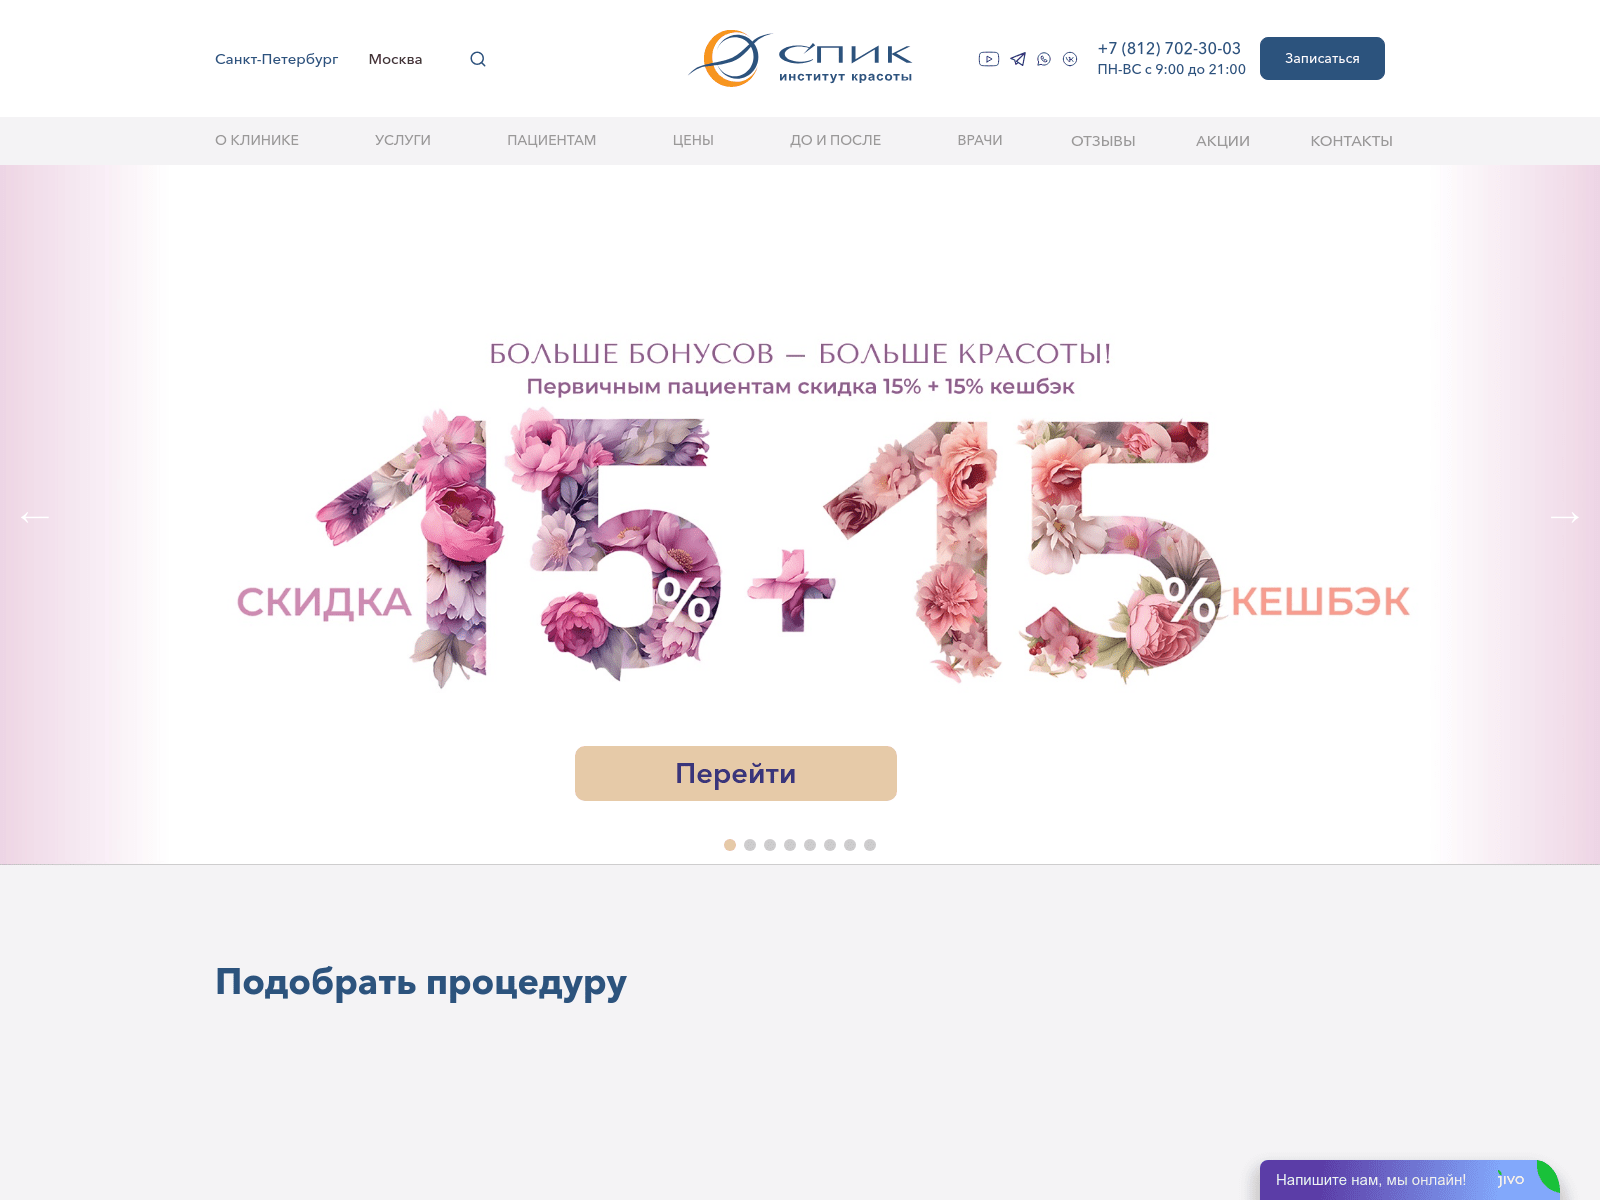 Санкт-Петербург
Москва
СПИК
институт красоты
+7 (812) 702-30-03
ПН-ВС с 9:00 до 21:00
Записаться
О КЛИНИКЕ
УСЛУГИ
ПАЦИЕНТАМ
ЦЕНЫ
ДО И ПОСЛЕ
ВРАЧИ
ОТЗЫВЫ
АКЦИИ
КОНТАКТЫ
БОЛЬШЕ БОНУСОВ — БОЛЬШЕ КРАСОТЫ!
Первичным пациентам скидка 15% + 15% кешбэк
СКИДКА 15% + 15% КЕШБЭК
Перейти
Подобрать процедуру
Напишите нам, мы онлайн!
jivo